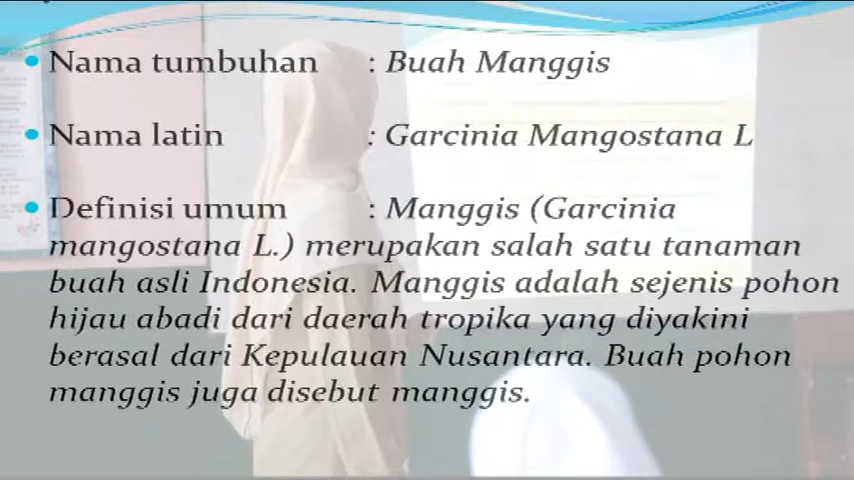 Nama tumbuhan : Buah Manggis
Nama latin : Garcinia Mangostana L
Definisi umum : Manggis (Garcinia
mangostana L.) merupakan salah satu tanaman
buah asli Indonesia. Manggis adalah sejenis pohon
hijau abadi dari daerah tropika yang diyakini
berasal dari Kepulauan Nusantara. Buah pohon
manggis juga disebut manggis.